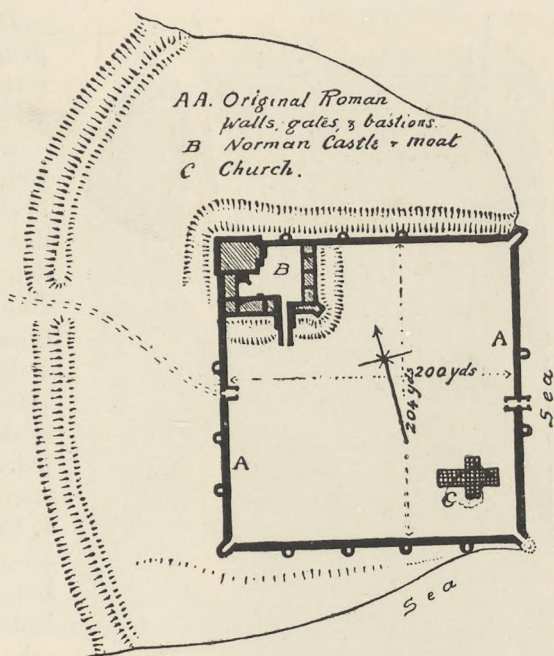 AA. Original Roman
walls, gates, & bastions.
B Norman Castle & moat
C Church.
B
A
200 yds
204 yds
Sea
A
C
Sea